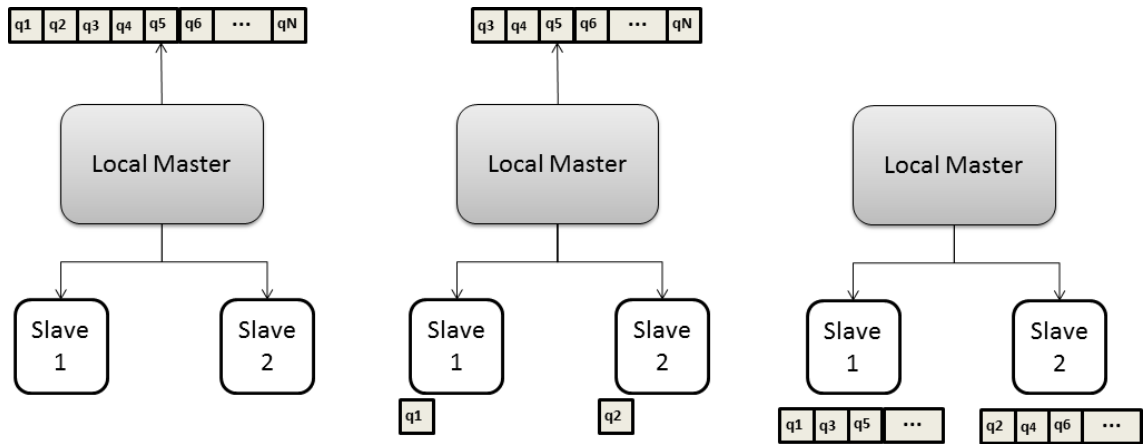 q1 q2 q3 q4 q5 q6 ... qN
q3 q4 q5 q6 ... qN
Local Master
Local Master
Local Master
Slave
1
Slave
2
Slave
1
Slave
2
Slave
1
Slave
2
q1
q2
q1 q3 q5 ...
q2 q4 q6 ...